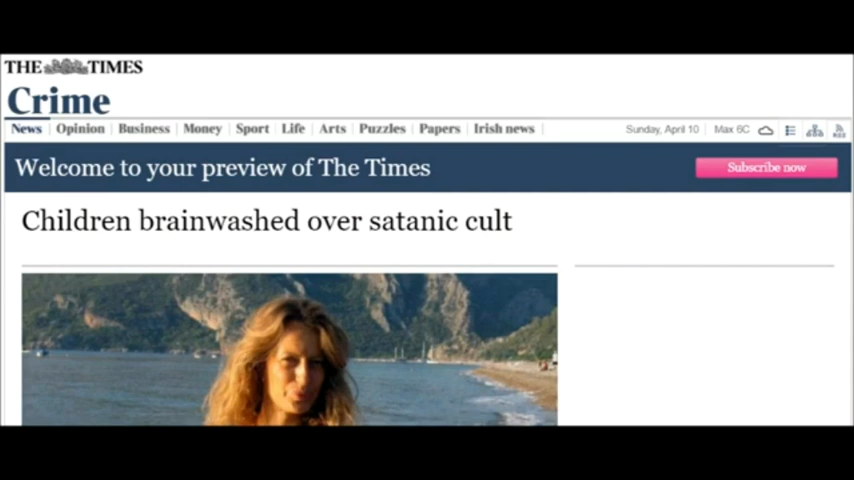 THE TIMES
Crime
News Opinion Business Money Sport Life Arts Puzzles Papers Irish news Sunday, April 10 Max 6C
Welcome to your preview of The Times Subscribe now
Children brainwashed over satanic cult